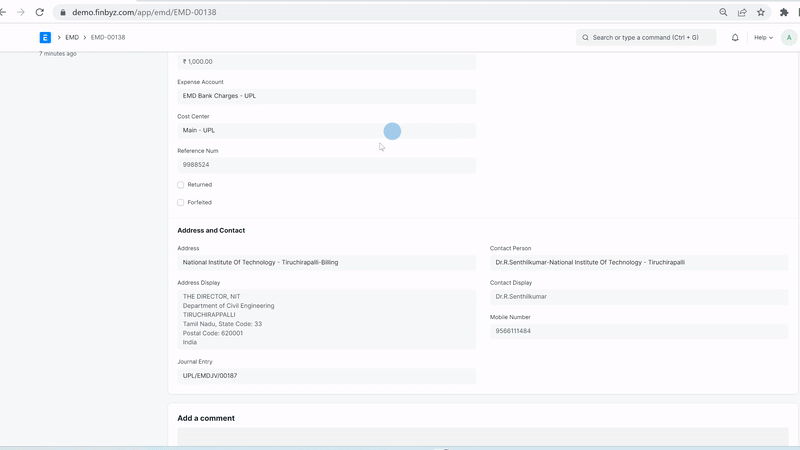 demo.finbyz.com/app/emd/EMD-00138
E > EMD > EMD-00138
Search or type a command (Ctrl + G)
Help
A
7 minutes ago
₹ 1,000.00
Expense Account
EMD Bank Charges - UPL
Cost Center
Main - UPL
Reference Num
9988524
Returned
Forfeited
Address and Contact
Address
National Institute Of Technology - Tiruchirapalli-Billing
Contact Person
Dr.R.Senthilkumar-National Institute Of Technology - Tiruchirapalli
Address Display
THE DIRECTOR, NIT
Department of Civil Engineering
TIRUCHIRAPPALLI
Tamil Nadu, State Code: 33
Postal Code: 620001
India
Contact Display
Dr.R.Senthilkumar
Mobile Number
9566111484
Journal Entry
UPL/EMDJV/00187
Add a comment